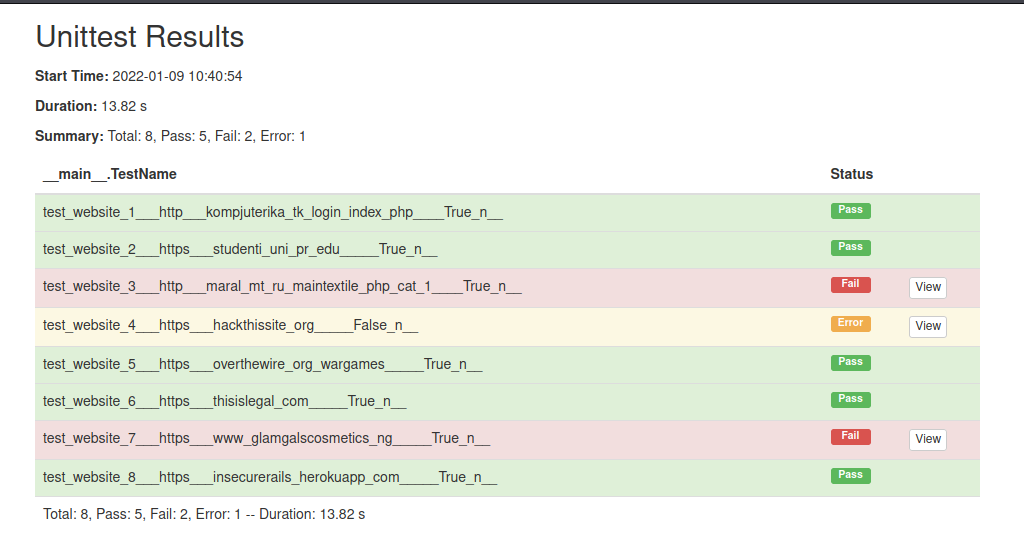 Unittest Results
Start Time: 2022-01-09 10:40:54
Duration: 13.82 s
Summary: Total: 8, Pass: 5, Fail: 2, Error: 1
__main__.TestName Status
test_website_1___http___kompjuterika_tk_login_index_php____True_n__ Pass
test_website_2___https___studenti_uni_pr_edu_____True_n__ Pass
test_website_3___http___maral_mt_ru_maintextile_php_cat_1____True_n__ Fail View
test_website_4___https___hackthissite_org_____False_n__ Error View
test_website_5___https___overthewire_org_wargames_____True_n__ Pass
test_website_6___https___thisislegal_com_____True_n__ Pass
test_website_7___https___www_glamgalscosmetics_ng_____True_n__ Fail View
test_website_8___https___insecurerails_herokuapp_com_____True_n__ Pass
Total: 8, Pass: 5, Fail: 2, Error: 1 -- Duration: 13.82 s